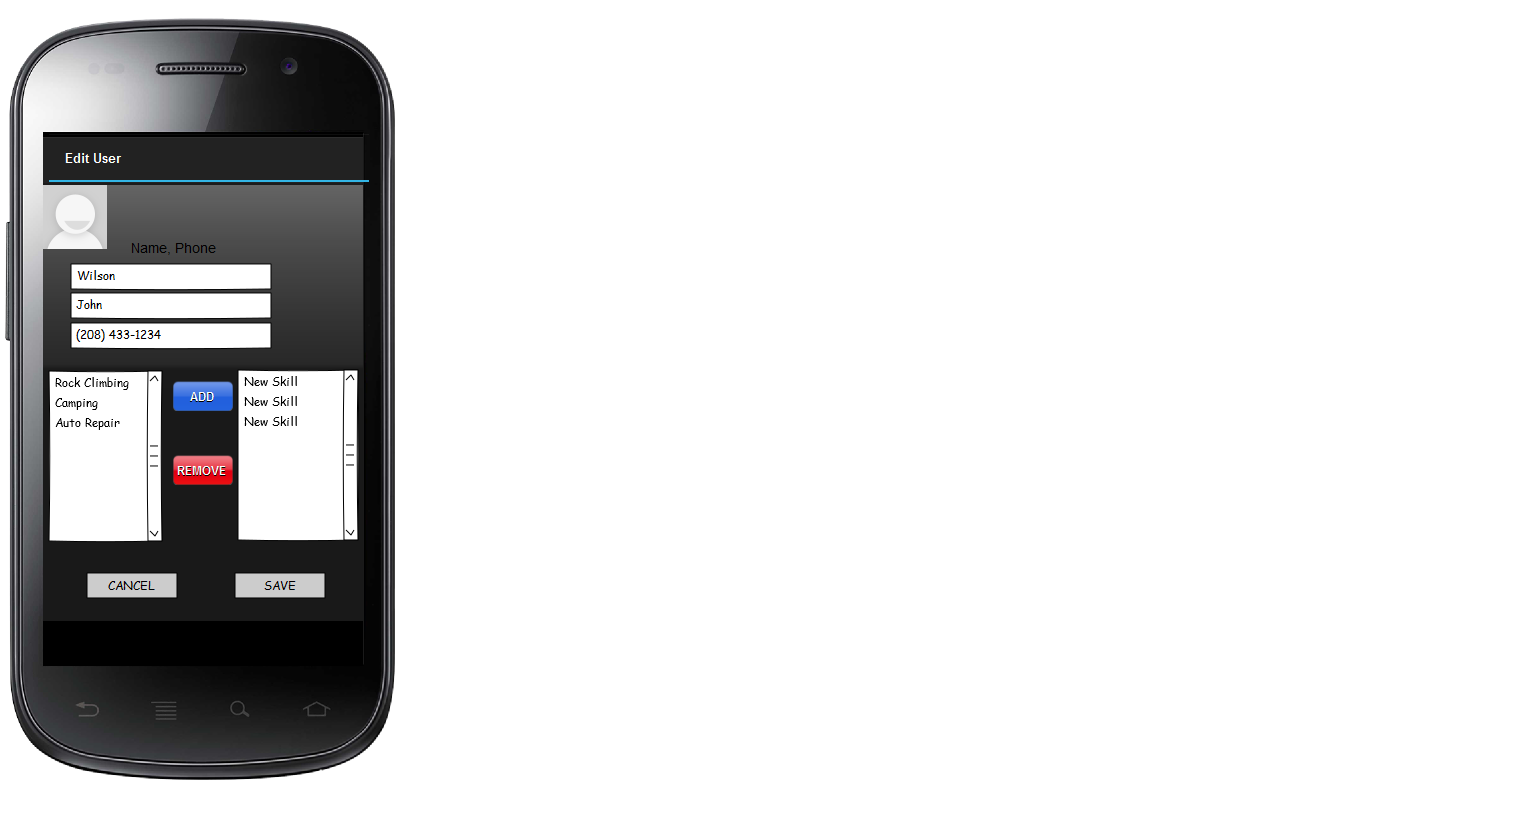 Edit User
Name, Phone
Wilson
John
(208) 433-1234
Rock Climbing
Camping
Auto Repair
ADD
REMOVE
New Skill
New Skill
New Skill
CANCEL
SAVE